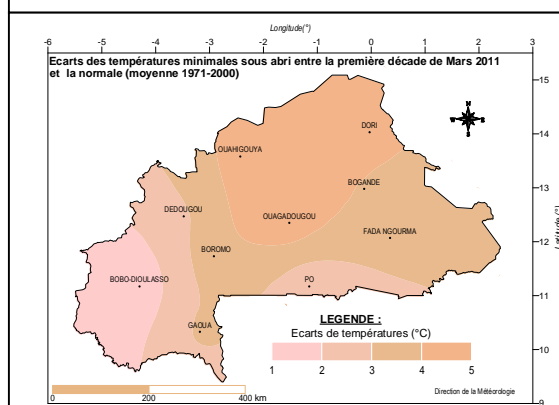 Longitude(°)
-6 -5 -4 -3 -2 -1 0 1 2 3
Ecarts des températures minimales sous abri entre la première décade de Mars 2011
et la normale (moyenne 1971-2000)
15
N
W E
S
DORI
14
OUAHIGOUYA
BOGANDE
13
DEDOUGOU
OUAGADOUGOU
FADA NGOURMA
12
Latitude (°)
BOROMO
BOBO-DIOULASSO
PO
11
LEGENDE :
GAOUA
Ecarts de températures (°C)
10
1 2 3 4 5
Direction de la Météorologie
0 200 400 km
9